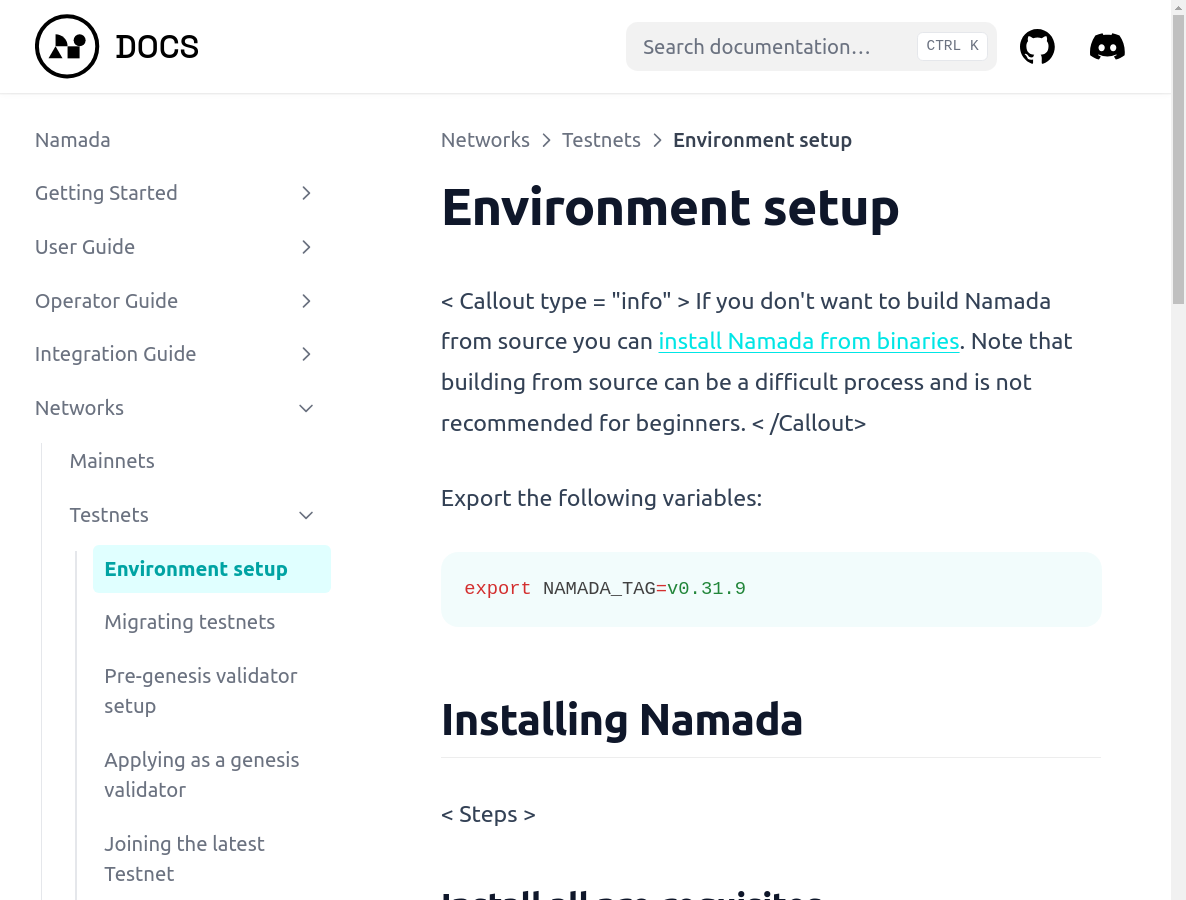 DOCS
Search documentation…
CTRL K
Namada
Getting Started
User Guide
Operator Guide
Integration Guide
Networks
Mainnets
Testnets
Environment setup
Migrating testnets
Pre-genesis validator
setup
Applying as a genesis
validator
Joining the latest
Testnet
Networks > Testnets > Environment setup
Environment setup
< Callout type = "info" > If you don't want to build Namada
from source you can install Namada from binaries. Note that
building from source can be a difficult process and is not
recommended for beginners. < /Callout>
Export the following variables:
export NAMADA_TAG=v0.31.9
Installing Namada
< Steps >
Install all pre-requisites